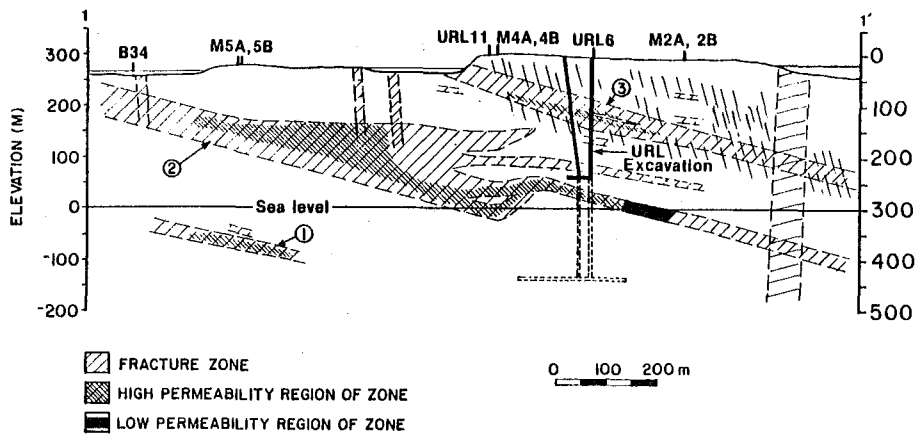 1
1'
B34
M5A, 5B
URL11
M4A, 4B
URL6
M2A, 2B
300
200
100
0
-100
-200
ELEVATION (M)
0
100
200
300
400
500
③
②
①
URL
Excavation
Sea level
FRACTURE ZONE
HIGH PERMEABILITY REGION OF ZONE
LOW PERMEABILITY REGION OF ZONE
0 100 200 m